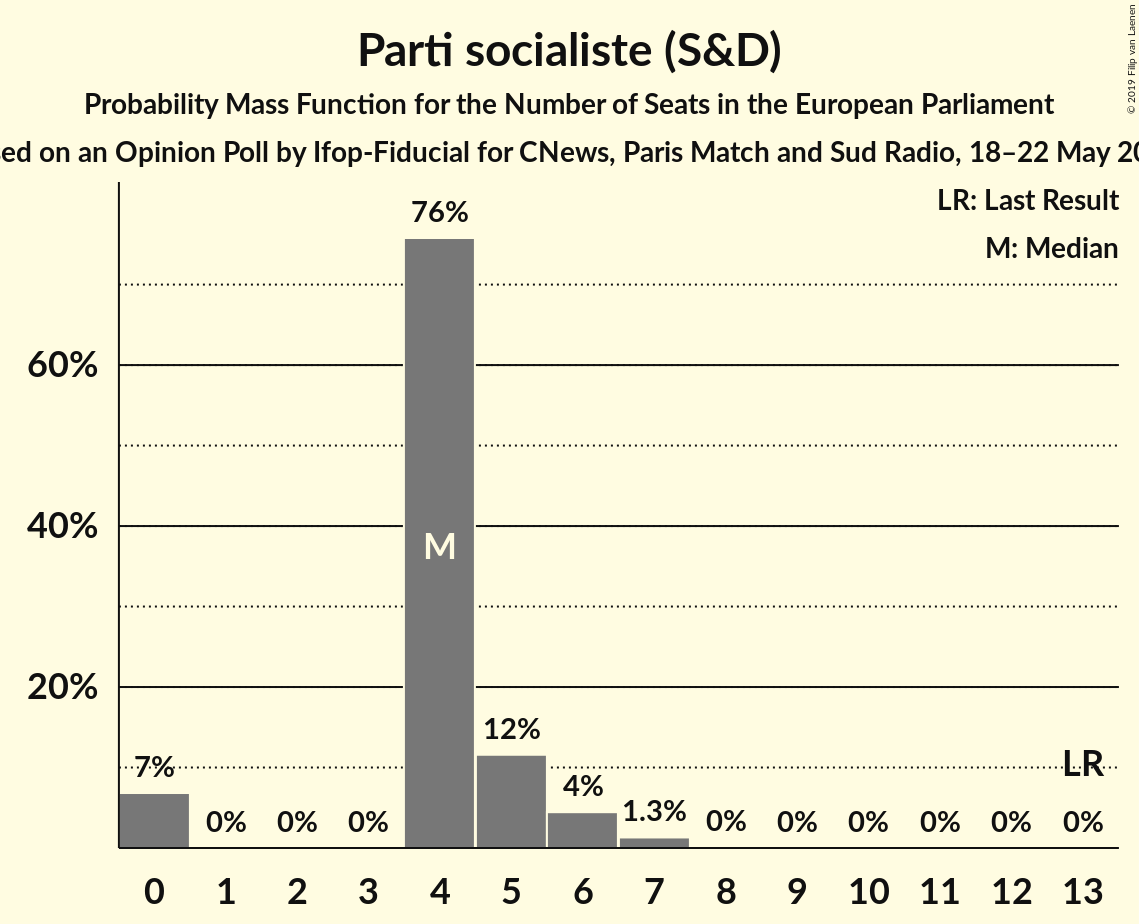 © 2019 Filip van Laenen
Parti socialiste (S&D)
Probability Mass Function for the Number of Seats in the European Parliament
on an Opinion Poll by Ifop-Fiducial for CNews, Paris Match and Sud Radio, 18–22 May
LR: Last Result
M: Median
76%
60%
40%
M
20%
12%
7%
4%
1.3%
LR
0% 0% 0% 0% 0% 0% 0% 0% 0%
0 1 2 3 4 5 6 7 8 9 10 11 12 13